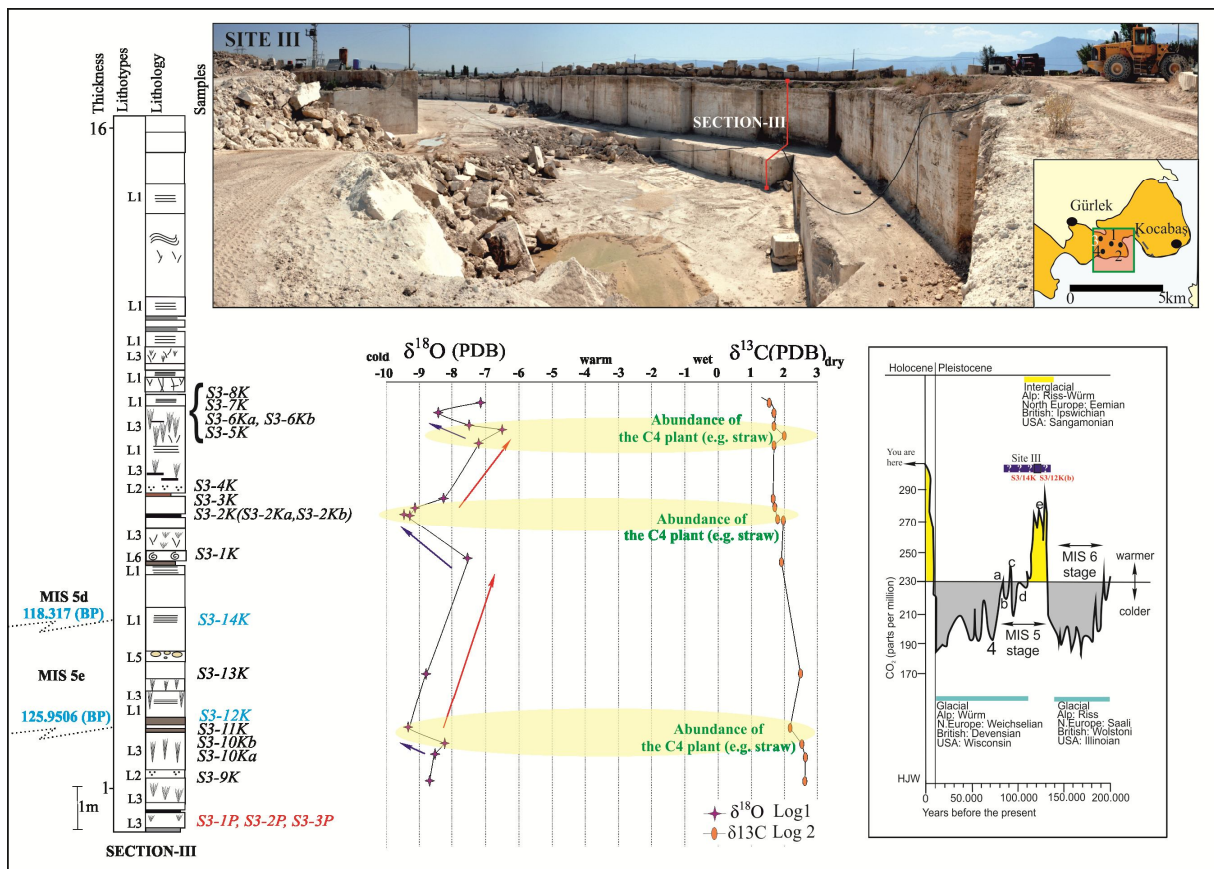 SITE III
SECTION-III
Gürlek
Kocabaş
1
2
0
5km
Thickness
Lithotypes
Lithology
Samples
16
L1
L1
L1
L3
L1
L1
L3
L1
L3
L2
L3
L6
L1
L1
L5
L3
L1
L3
L2
L3
L3
1
1m
SECTION-III
S3-8K
S3-7K
S3-6Ka, S3-6Kb
S3-5K
S3-4K
S3-3K
S3-2K(S3-2Ka,S3-2Kb)
S3-1K
S3-14K
S3-13K
S3-12K
S3-11K
S3-10Kb
S3-10Ka
S3-9K
S3-1P, S3-2P, S3-3P
MIS 5d
118.317 (BP)
MIS 5e
125.9506 (BP)
cold δ18O (PDB) warm wet δ13C(PDB) dry
-10 -9 -8 -7 -6 -5 -4 -3 -2 -1 0 1 2 3
Abundance of
the C4 plant (e.g. straw)
Abundance of
the C4 plant (e.g. straw)
Abundance of
the C4 plant (e.g. straw)
δ18O Log1
δ13C Log 2
Holocene Pleistocene
Interglacial
Alp: Riss-Würm
North Europe: Eemian
British: Ipswichian
USA: Sangamonian
You are
here
Site III
S3/14K S3/12K(b)
290
270
250
230
210
190
170
CO2 (parts per million)
e
c
a
b
d
4
MIS 5
stage
MIS 6
stage
warmer
colder
Glacial
Alp: Würm
N.Europe: Weichselian
British: Devensian
USA: Wisconsin
Glacial
Alp: Riss
N.Europe: Saali
British: Wolstoni
USA: Illinoian
HJW
0 50.000 100.000 150.000 200.000
Years before the present